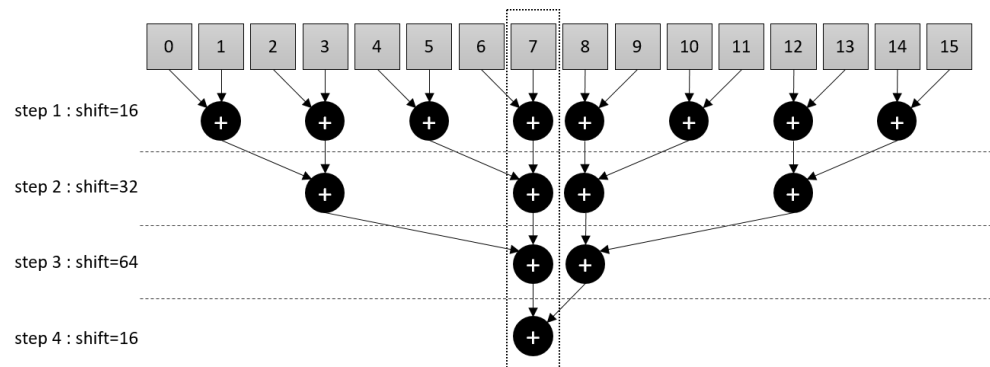 0 1 2 3 4 5 6 7 8 9 10 11 12 13 14 15
step 1 : shift=16
+ + + + + + + +
step 2 : shift=32
+ + + +
step 3 : shift=64
+ +
step 4 : shift=16
+